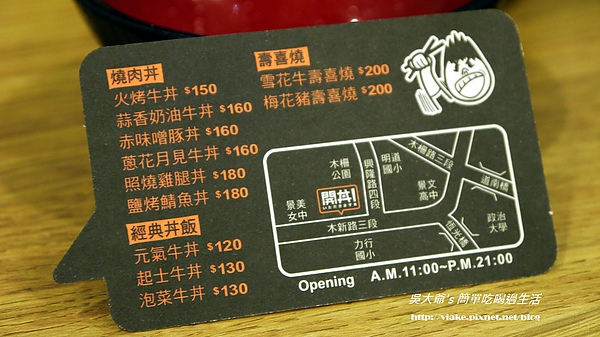 燒肉丼
火烤牛丼 $150
蒜香奶油牛丼 $160
赤味噌豚丼 $160
蔥花月見牛丼 $160
照燒雞腿丼 $180
鹽烤鯖魚丼 $180
經典丼飯
元氣牛丼 $120
起士牛丼 $130
泡菜牛丼 $130
壽喜燒
雪花牛壽喜燒 $200
梅花豬壽喜燒 $200
木柵
公園
興隆路四段
明道
國小
木柵路三段
道南橋
景美
女中
開丼!
景文
高中
木新路三段
恆光橋
政治
大學
力行
國小
Opening A.M.11:00~P.M.21:00
吳大爺's 簡單吃喝過生活